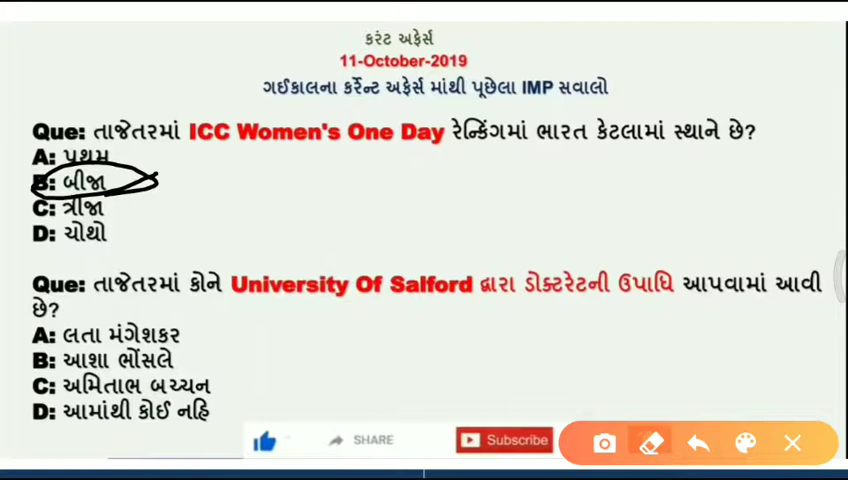 કરંટ અફેર્સ
11-October-2019
ગઈકાલના કર્રેન્ટ અફેર્સ માંથી પૂછેલા IMP સવાલો
Que: તાજેતરમાં ICC Women's One Day રેન્કિંગમાં ભારત કેટલામાં સ્થાને છે?
A: પ્રથમ
B: બીજા
C: ત્રીજા
D: ચોથો
Que: તાજેતરમાં કોને University Of Salford દ્વારા ડોક્ટરેટની ઉપાધિ આપવામાં આવી
છે?
A: લતા મંગેશકર
B: આશા ભોંસલે
C: અમિતાભ બચ્ચન
D: આમાંથી કોઈ નહિ
SHARE
Subscribe